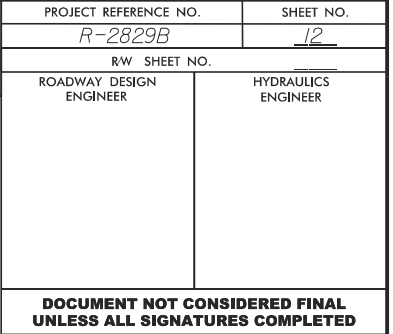 PROJECT REFERENCE NO. SHEET NO.
R-2829B 12
R/W SHEET NO.
ROADWAY DESIGN
ENGINEER
HYDRAULICS
ENGINEER
DOCUMENT NOT CONSIDERED FINAL
UNLESS ALL SIGNATURES COMPLETED